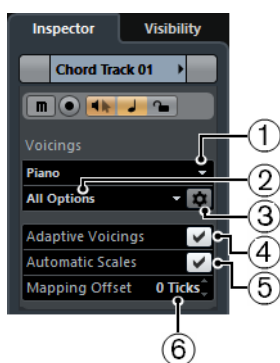 Inspector Visibility
Chord Track 01
m
Voicings
Piano
1
All Options
2
3
Adaptive Voicings
4
Automatic Scales
5
Mapping Offset 0 Ticks
6